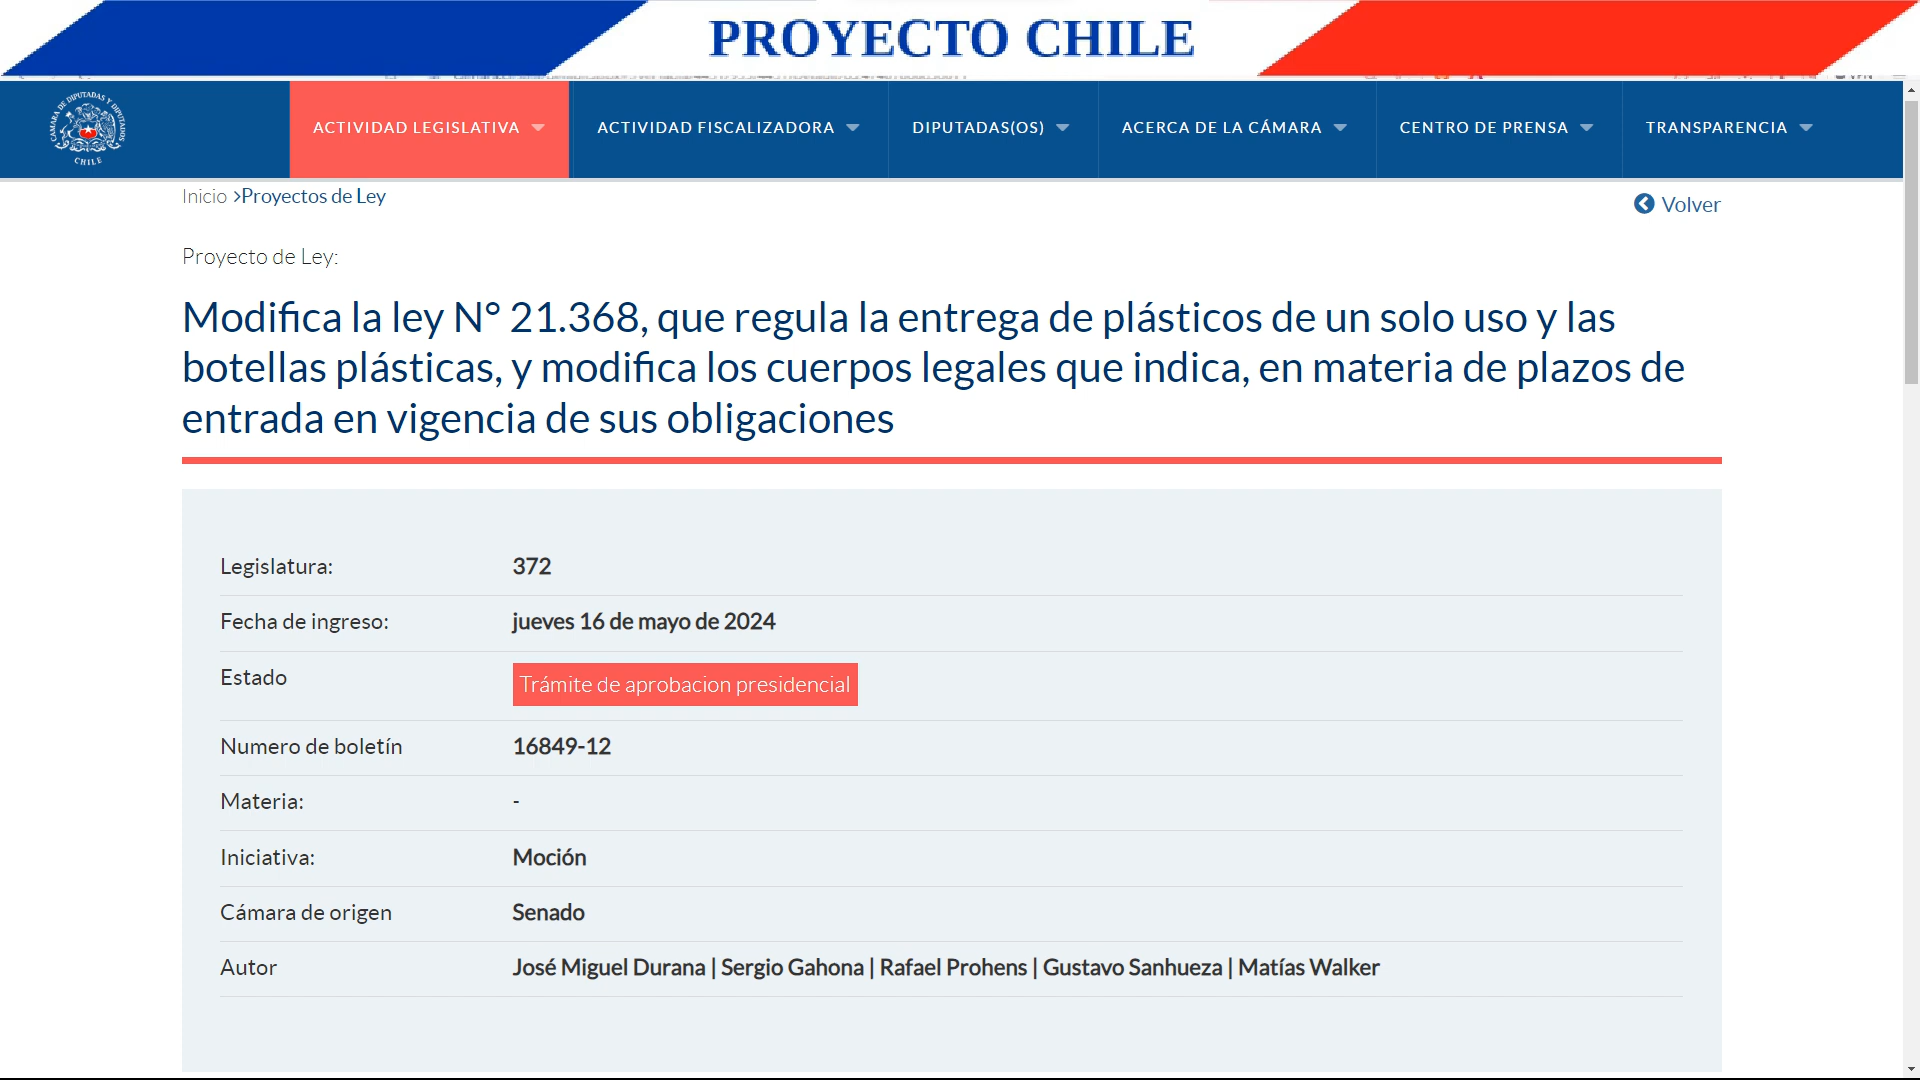 PROYECTO CHILE
CÁMARA DE DIPUTADAS Y DIPUTADOS
CHILE
ACTIVIDAD LEGISLATIVA
ACTIVIDAD FISCALIZADORA
DIPUTADAS(OS)
ACERCA DE LA CÁMARA
CENTRO DE PRENSA
TRANSPARENCIA
Inicio >Proyectos de Ley
Volver
Proyecto de Ley:
Modifica la ley N° 21.368, que regula la entrega de plásticos de un solo uso y las
botellas plásticas, y modifica los cuerpos legales que indica, en materia de plazos de
entrada en vigencia de sus obligaciones
Legislatura: 372
Fecha de ingreso: jueves 16 de mayo de 2024
Estado Trámite de aprobacion presidencial
Numero de boletín 16849-12
Materia: -
Iniciativa: Moción
Cámara de origen Senado
Autor José Miguel Durana | Sergio Gahona | Rafael Prohens | Gustavo Sanhueza | Matías Walker